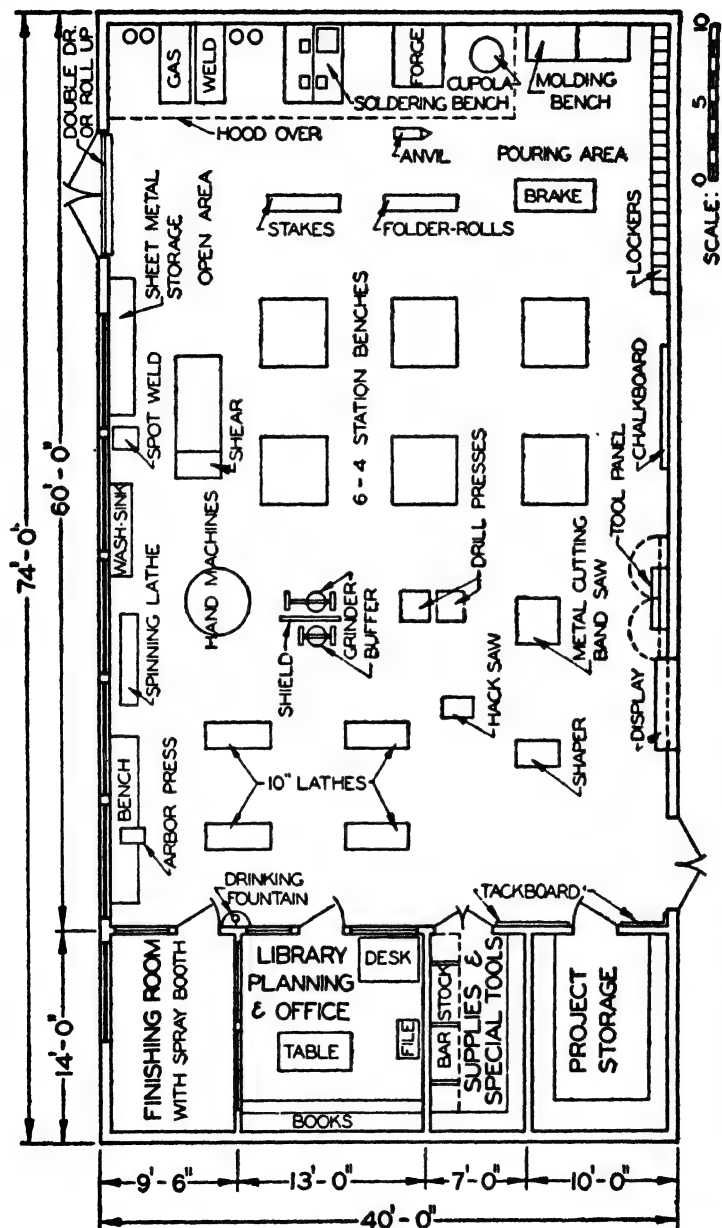 DOUBLE DR.
OR ROLL UP
GAS
WELD
SOLDERING BENCH
FORGE
CUPOLA
MOLDING
BENCH
HOOD OVER
ANVIL
POURING AREA
BRAKE
STAKES
FOLDER-ROLLS
LOCKERS
SCALE: 0 5 10
SHEET METAL
STORAGE
OPEN AREA
SPOT WELD
SHEAR
6-4 STATION BENCHES
CHALKBOARD
WASH-SINK
HAND MACHINES
SPINNING LATHE
SHIELD
GRINDER-
BUFFER
DRILL PRESSES
METAL CUTTING
BAND SAW
TOOL PANEL
HACK SAW
DISPLAY
SHAPER
BENCH
ARBOR PRESS
10" LATHES
DRINKING
FOUNTAIN
TACKBOARD
FINISHING ROOM
WITH SPRAY BOOTH
LIBRARY
PLANNING
& OFFICE
DESK
TABLE
FILE
BOOKS
BAR STOCK
SUPPLIES &
SPECIAL TOOLS
PROJECT
STORAGE
74'-0"
60'-0"
14'-0"
9'-6"
13'-0"
7'-0"
10'-0"
40'-0"